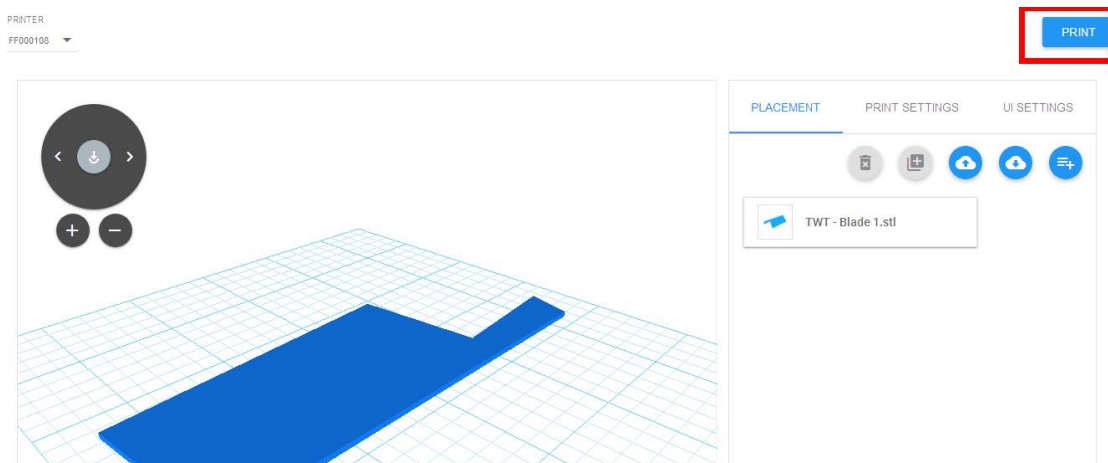 PRINTER
FF000108
PRINT
PLACEMENT PRINT SETTINGS UI SETTINGS
TWT - Blade 1.stl